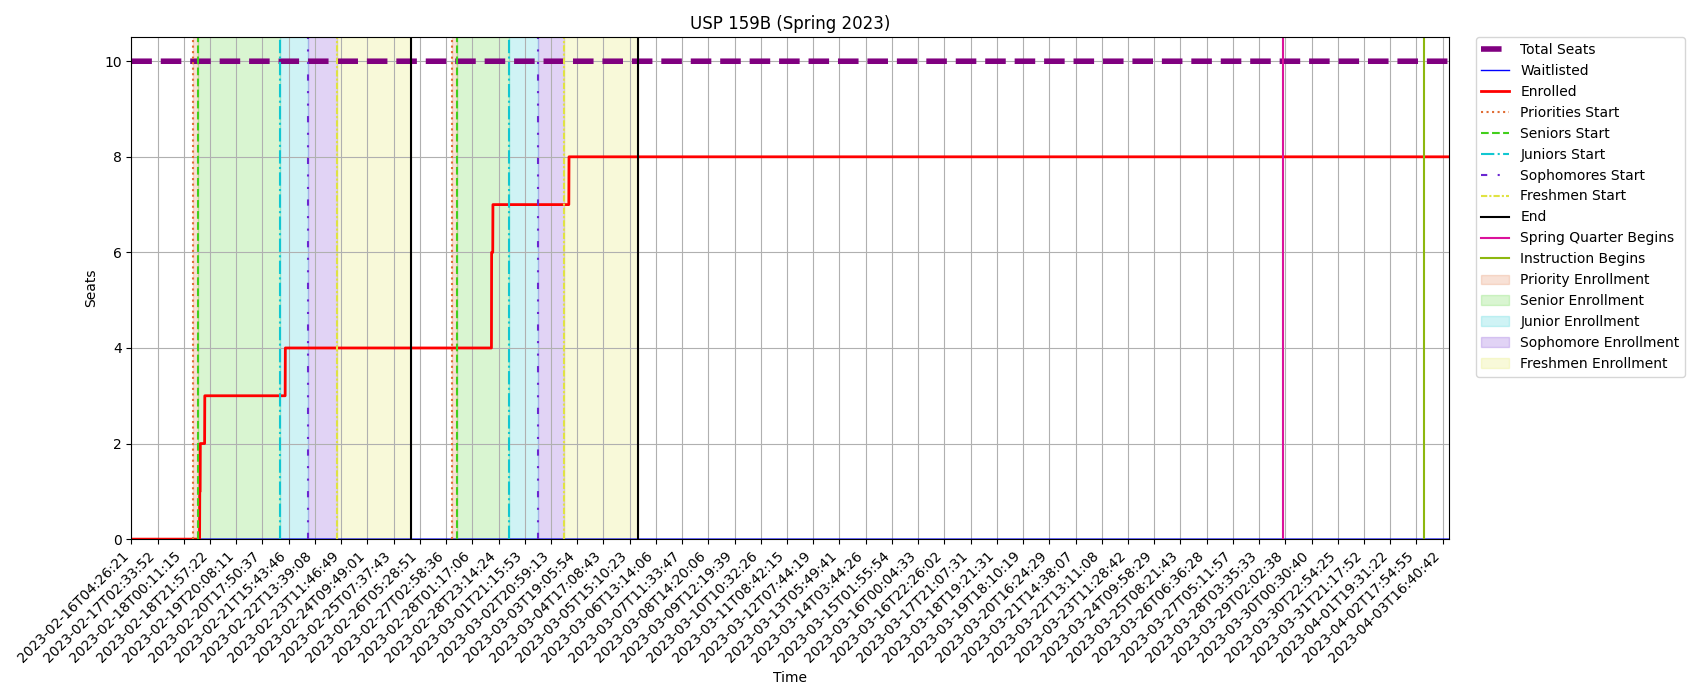 USP 159B (Spring 2023)
Seats
10
8
6
4
2
0
2023-02-16T04:26:21
2023-02-17T02:33:52
2023-02-18T00:11:15
2023-02-18T21:57:22
2023-02-19T20:08:11
2023-02-20T17:50:37
2023-02-21T15:43:46
2023-02-22T13:39:08
2023-02-23T11:46:49
2023-02-24T09:49:01
2023-02-25T07:37:43
2023-02-26T05:28:51
2023-02-27T02:58:36
2023-02-28T01:17:06
2023-02-28T23:14:24
2023-03-01T21:15:53
2023-03-02T20:59:13
2023-03-03T19:05:54
2023-03-04T17:08:43
2023-03-05T15:10:23
2023-03-06T13:14:06
2023-03-07T11:33:47
2023-03-08T14:20:06
2023-03-09T12:19:39
2023-03-10T10:32:26
2023-03-11T08:42:15
2023-03-12T07:44:19
2023-03-13T05:49:41
2023-03-14T03:44:26
2023-03-15T01:55:54
2023-03-16T00:04:33
2023-03-16T22:26:02
2023-03-17T21:07:31
2023-03-18T19:21:31
2023-03-19T18:10:19
2023-03-20T16:24:29
2023-03-21T14:38:07
2023-03-22T13:11:08
2023-03-23T11:28:42
2023-03-24T09:58:29
2023-03-25T08:21:43
2023-03-26T06:36:28
2023-03-27T05:11:57
2023-03-28T03:35:33
2023-03-29T02:02:38
2023-03-30T00:30:40
2023-03-30T22:54:25
2023-03-31T21:17:52
2023-04-01T19:31:22
2023-04-02T17:54:55
2023-04-03T16:40:42
Time
Total Seats
Waitlisted
Enrolled
Priorities Start
Seniors Start
Juniors Start
Sophomores Start
Freshmen Start
End
Spring Quarter Begins
Instruction Begins
Priority Enrollment
Senior Enrollment
Junior Enrollment
Sophomore Enrollment
Freshmen Enrollment